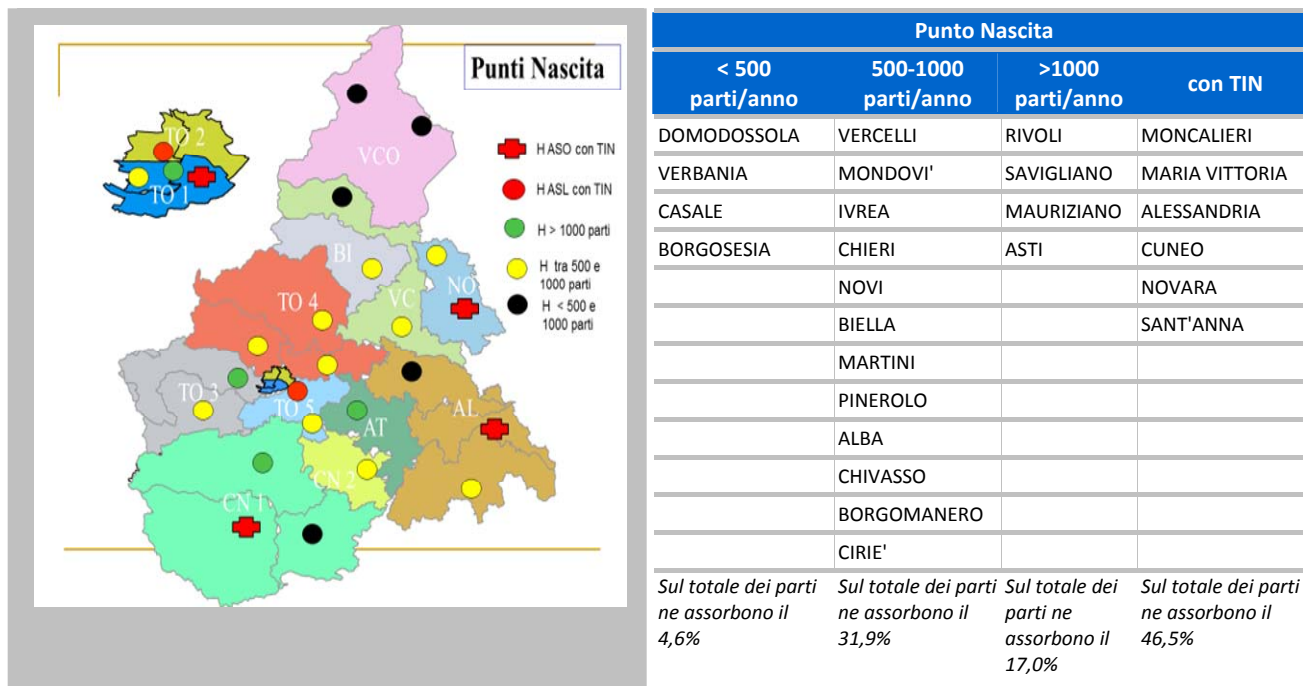 Punti Nascita
TO 2
TO 1
VCO
H ASO con TIN
H ASL con TIN
H > 1000 parti
H tra 500 e
1000 parti
H < 500 e
1000 parti
BI
NO
TO 4
VC
TO 3
TO 5
AT
AL
CN 2
CN 1
Punto Nascita
< 500
parti/anno
500-1000
parti/anno
>1000
parti/anno
con TIN
DOMODOSSOLA VERCELLI RIVOLI MONCALIERI
VERBANIA MONDOVI' SAVIGLIANO MARIA VITTORIA
CASALE IVREA MAURIZIANO ALESSANDRIA
BORGOSESIA CHIERI ASTI CUNEO
NOVI NOVARA
BIELLA SANT'ANNA
MARTINI
PINEROLO
ALBA
CHIVASSO
BORGOMANERO
CIRIE'
Sul totale dei parti
ne assorbono il
4,6%
Sul totale dei parti
ne assorbono il
31,9%
Sul totale dei
parti ne
assorbono il
17,0%
Sul totale dei parti
ne assorbono il
46,5%